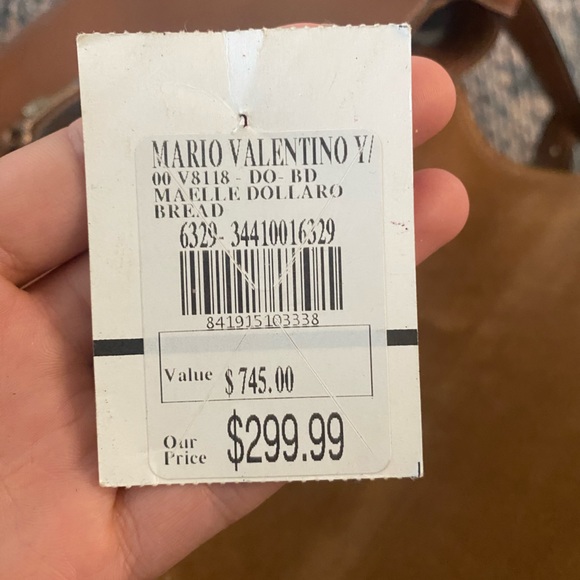 MARIO VALENTINO Y/
00 V8118 - DO- BD
MAELLE DOLLARO
BREAD
6329- 34410016329
841915103338
Value $745.00
Our Price $299.99